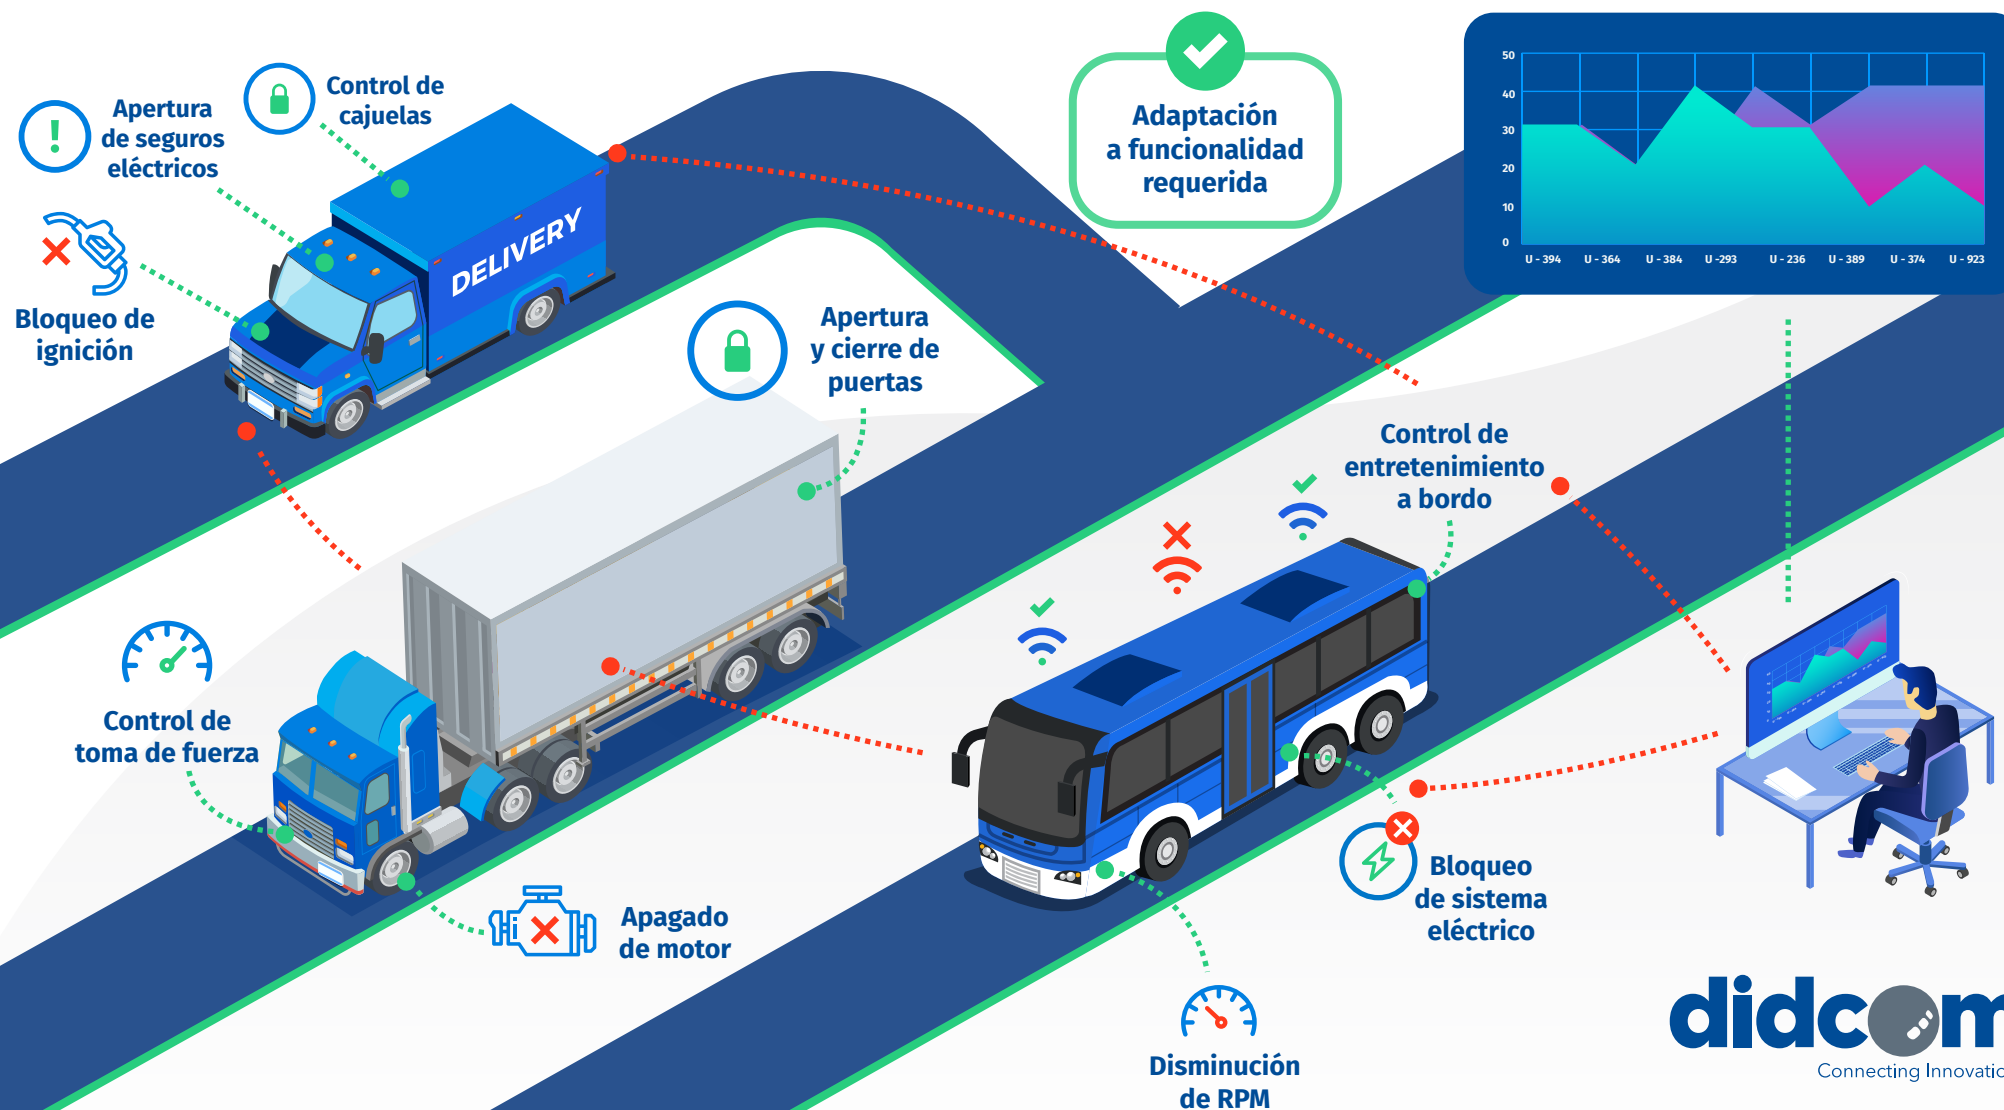 Control de
cajuelas
Apertura
de seguros
eléctricos
Bloqueo de
ignición
DELIVERY
Adaptación
a funcionalidad
requerida
50
40
30
20
10
0
U - 394 U - 364 U - 384 U -293 U - 236 U - 389 U - 374 U - 923
Apertura
y cierre de
puertas
Control de
entretenimiento
a bordo
Control de
toma de fuerza
Apagado
de motor
Bloqueo
de sistema
eléctrico
Disminución
de RPM
didcom
Connecting Innovatio